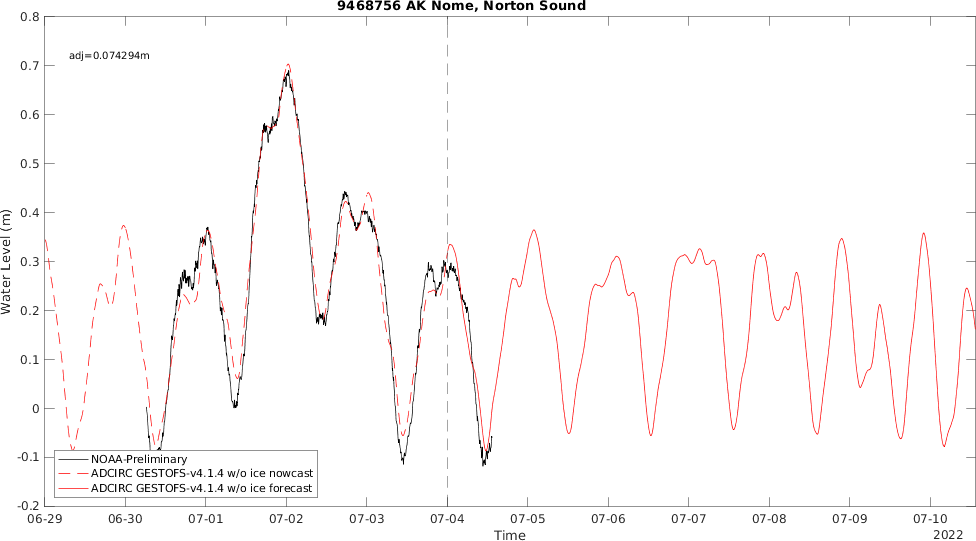 9468756 AK Nome, Norton Sound
adj=0.074294m
Water Level (m)
0.8
0.7
0.6
0.5
0.4
0.3
0.2
0.1
0
-0.1
-0.2
NOAA-Preliminary
ADCIRC GESTOFS-v4.1.4 w/o ice nowcast
ADCIRC GESTOFS-v4.1.4 w/o ice forecast
06-29 06-30 07-01 07-02 07-03 07-04 07-05 07-06 07-07 07-08 07-09 07-10
Time
2022